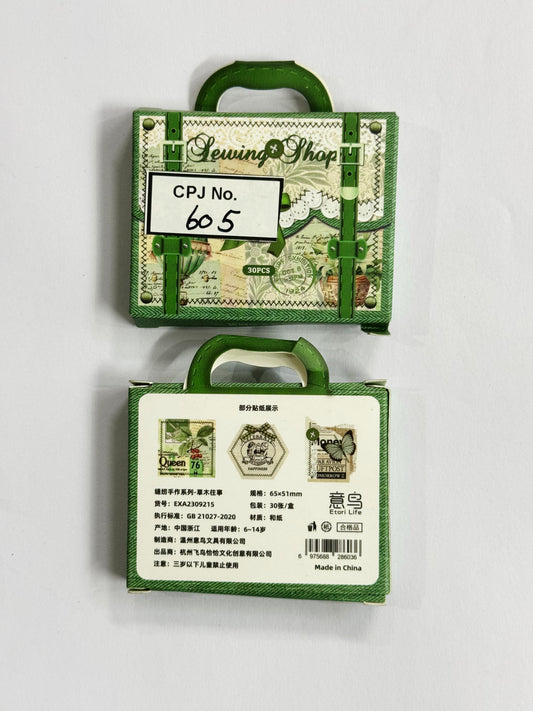 Sewing Shop
CPJ No.
605
30PCS
DEC 8
1924
部分贴纸展示
Queen
76
HAPPINESS
Money
缝纫手作系列-草木往事
货号：EXA2309215
执行标准：GB 21027-2020
产地：中国浙江 适用年龄：6~14岁
制造商：温州意鸟文具有限公司
出品商：杭州飞鸟恰恰文化创意有限公司
注意：三岁以下儿童禁止使用
规格：65×51mm
包装：30张/盒
材质：和纸
意鸟
Etori Life
合格品
6 975688 286036
Made in China